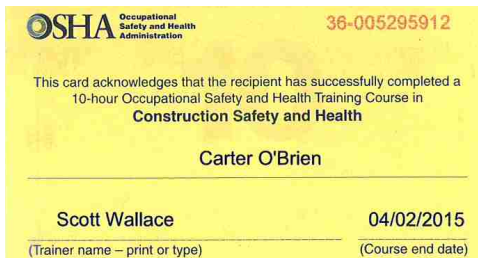 OSHA
Occupational
Safety and Health
Administration
36-005295912
This card acknowledges that the recipient has successfully completed a
10-hour Occupational Safety and Health Training Course in
Construction Safety and Health
Carter O'Brien
Scott Wallace
04/02/2015
(Trainer name – print or type)
(Course end date)